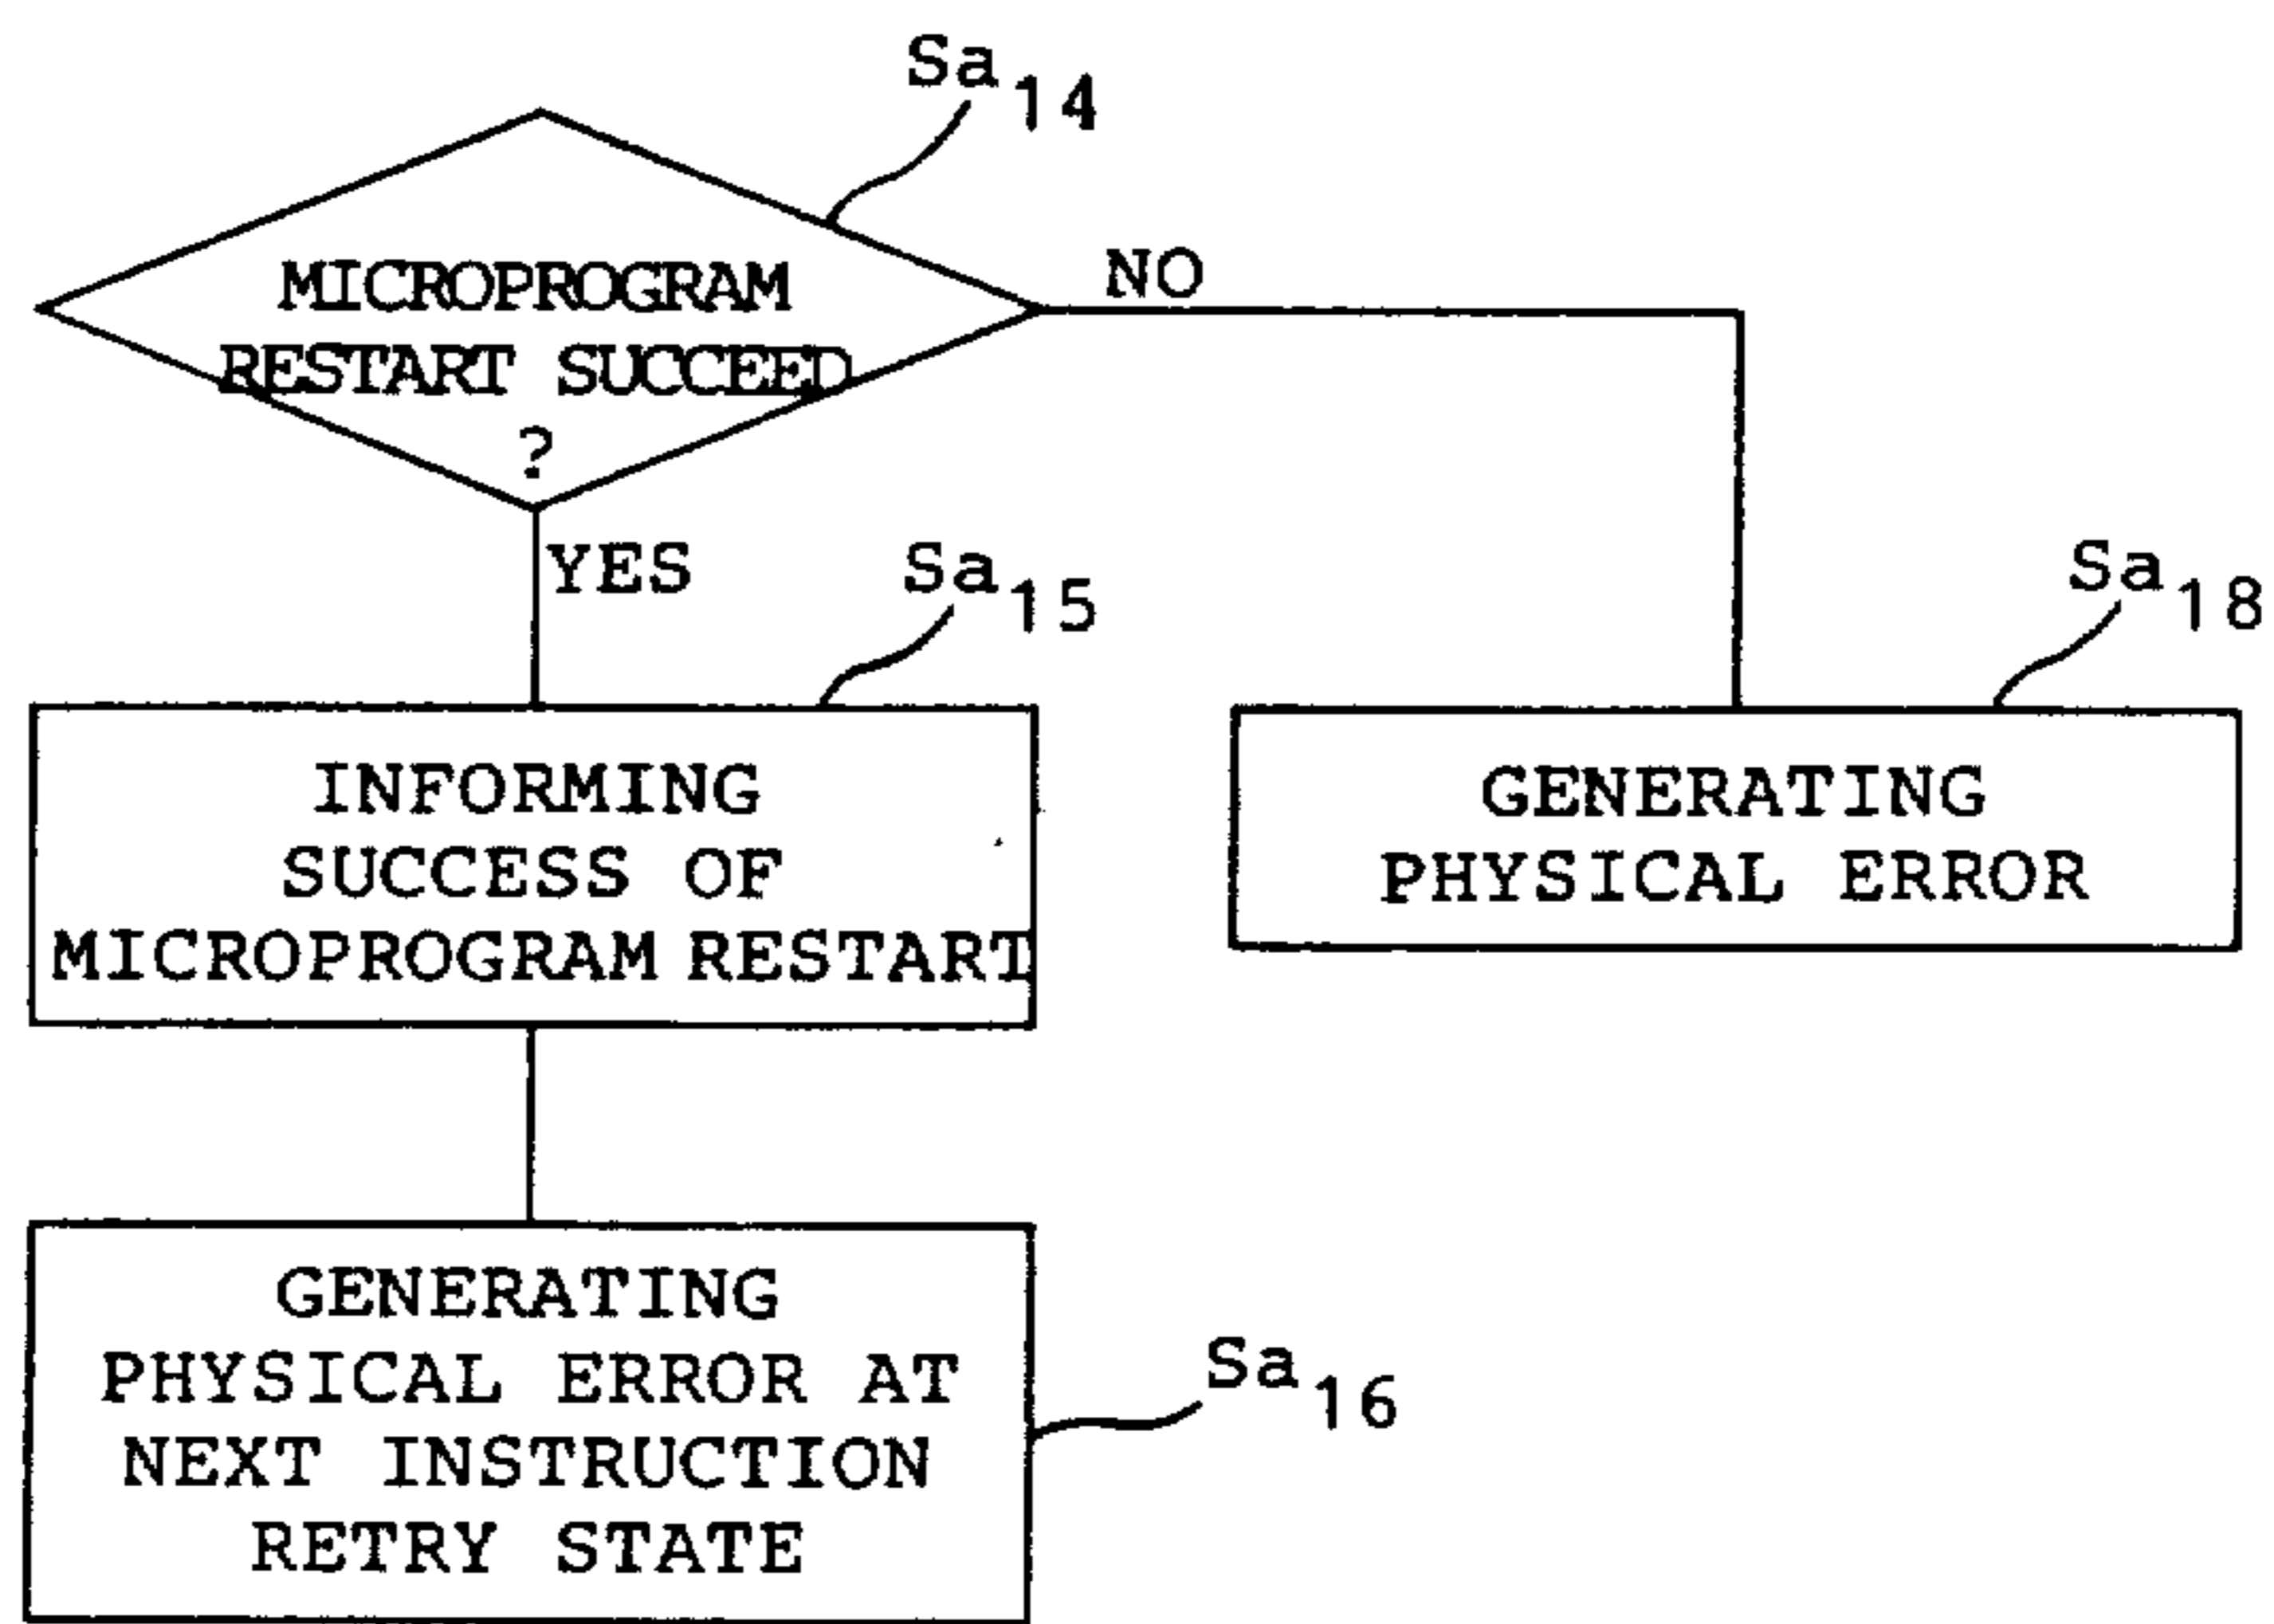 Sa14
MICROPROGRAM
RESTART SUCCEED
?
NO
YES
Sa15
INFORMING
SUCCESS OF
MICROPROGRAM RESTART
Sa18
GENERATING
PHYSICAL ERROR
GENERATING
PHYSICAL ERROR AT
NEXT INSTRUCTION
RETRY STATE
Sa16